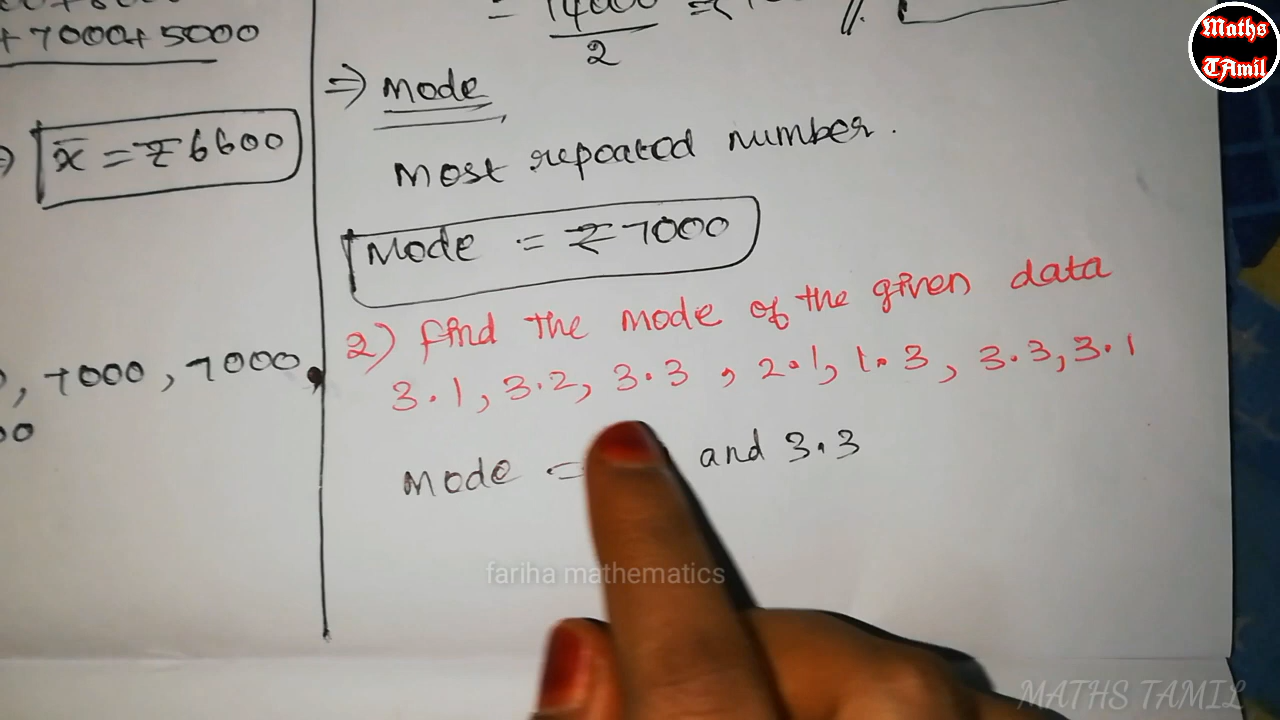 + 7000 + 5000
x̄ = ₹ 6600
, 7000 , 7000,
= 14000
2
⇒ Mode
Most repeated number.
Mode = ₹ 7000
2) Find the mode of the given data
3.1, 3.2, 3.3 , 2.1, 1.3, 3.3, 3.1
Mode = and 3.3
fariha mathematics
Maths
TAmil
MATHS TAMIL